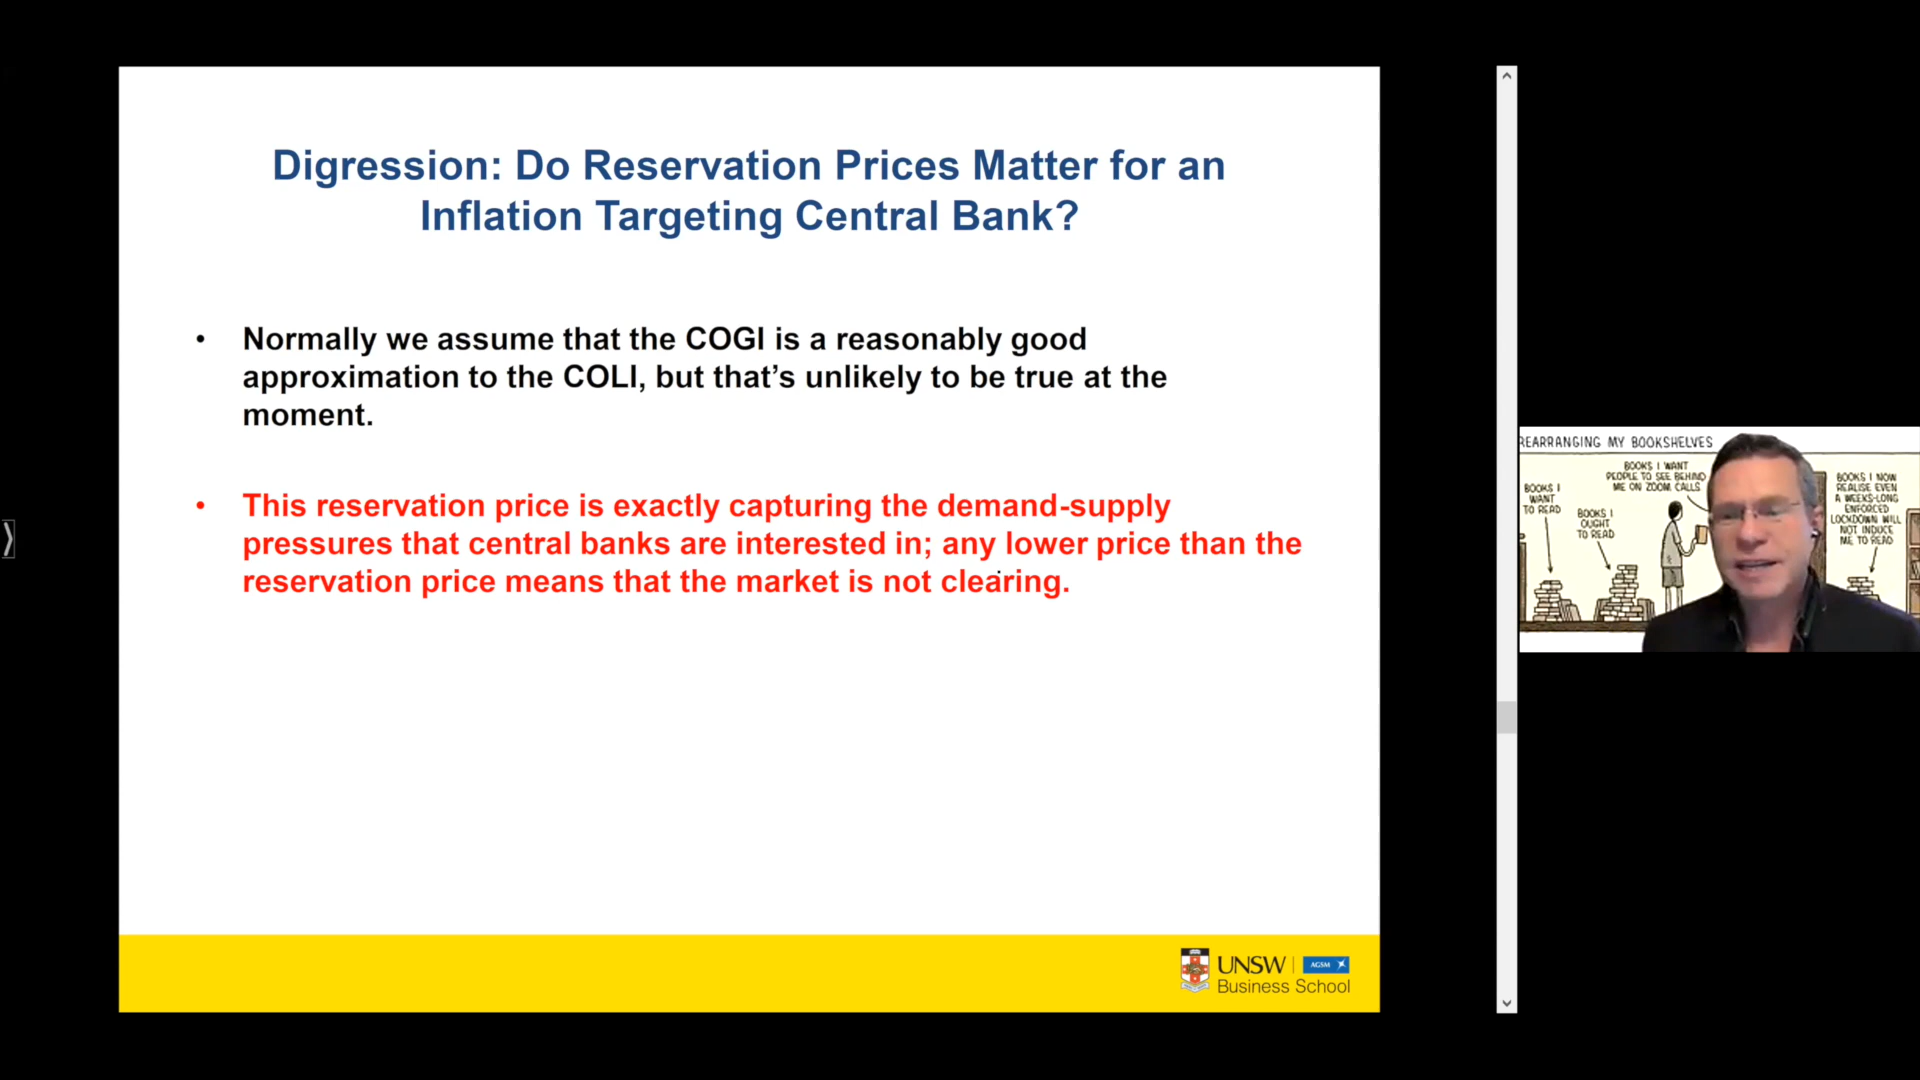 Digression: Do Reservation Prices Matter for an
Inflation Targeting Central Bank?
• Normally we assume that the COGI is a reasonably good
approximation to the COLI, but that’s unlikely to be true at the
moment.
• This reservation price is exactly capturing the demand-supply
pressures that central banks are interested in; any lower price than the
reservation price means that the market is not clearing.
UNSW | AGSM
Business School
REARRANGING MY BOOKSHELVES
BOOKS I
WANT
TO READ
BOOKS I
OUGHT
TO READ
BOOKS I WANT
PEOPLE TO SEE BEHIND
ME ON ZOOM CALLS
BOOKS I NOW
REALISE EVEN
A WEEKS-LONG
ENFORCED
LOCKDOWN WILL
NOT INDUCE
ME TO READ